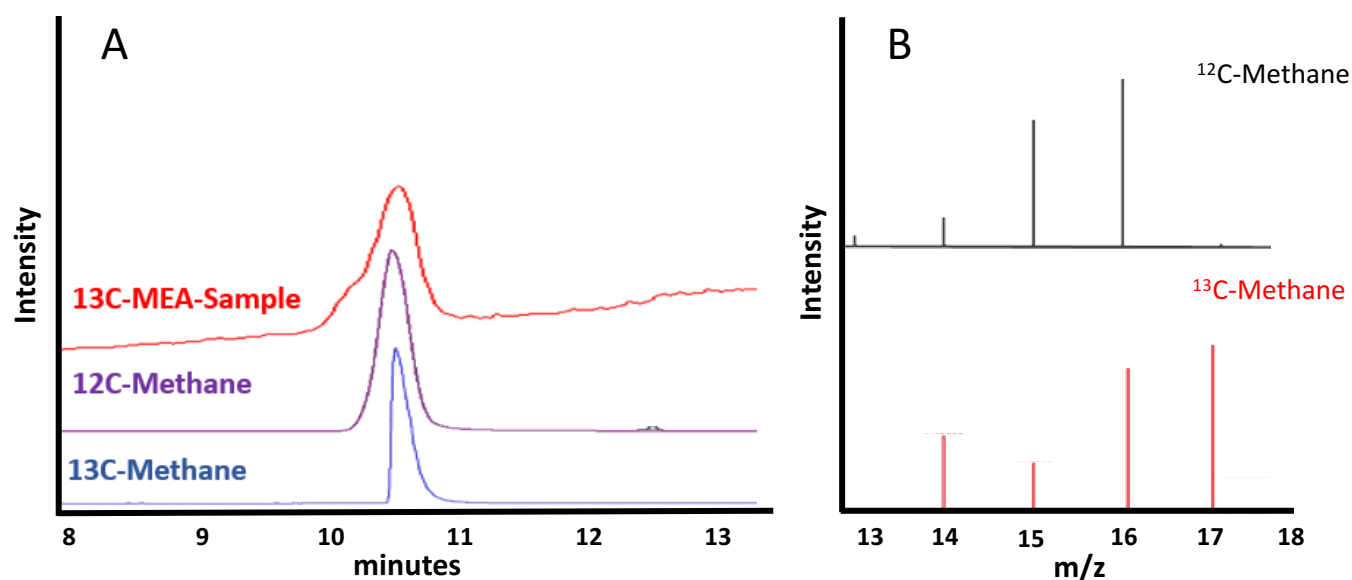 A
Intensity
13C-MEA-Sample
12C-Methane
13C-Methane
8 9 10 11 12 13
minutes
B
Intensity
¹²C-Methane
¹³C-Methane
13 14 15 16 17 18
m/z